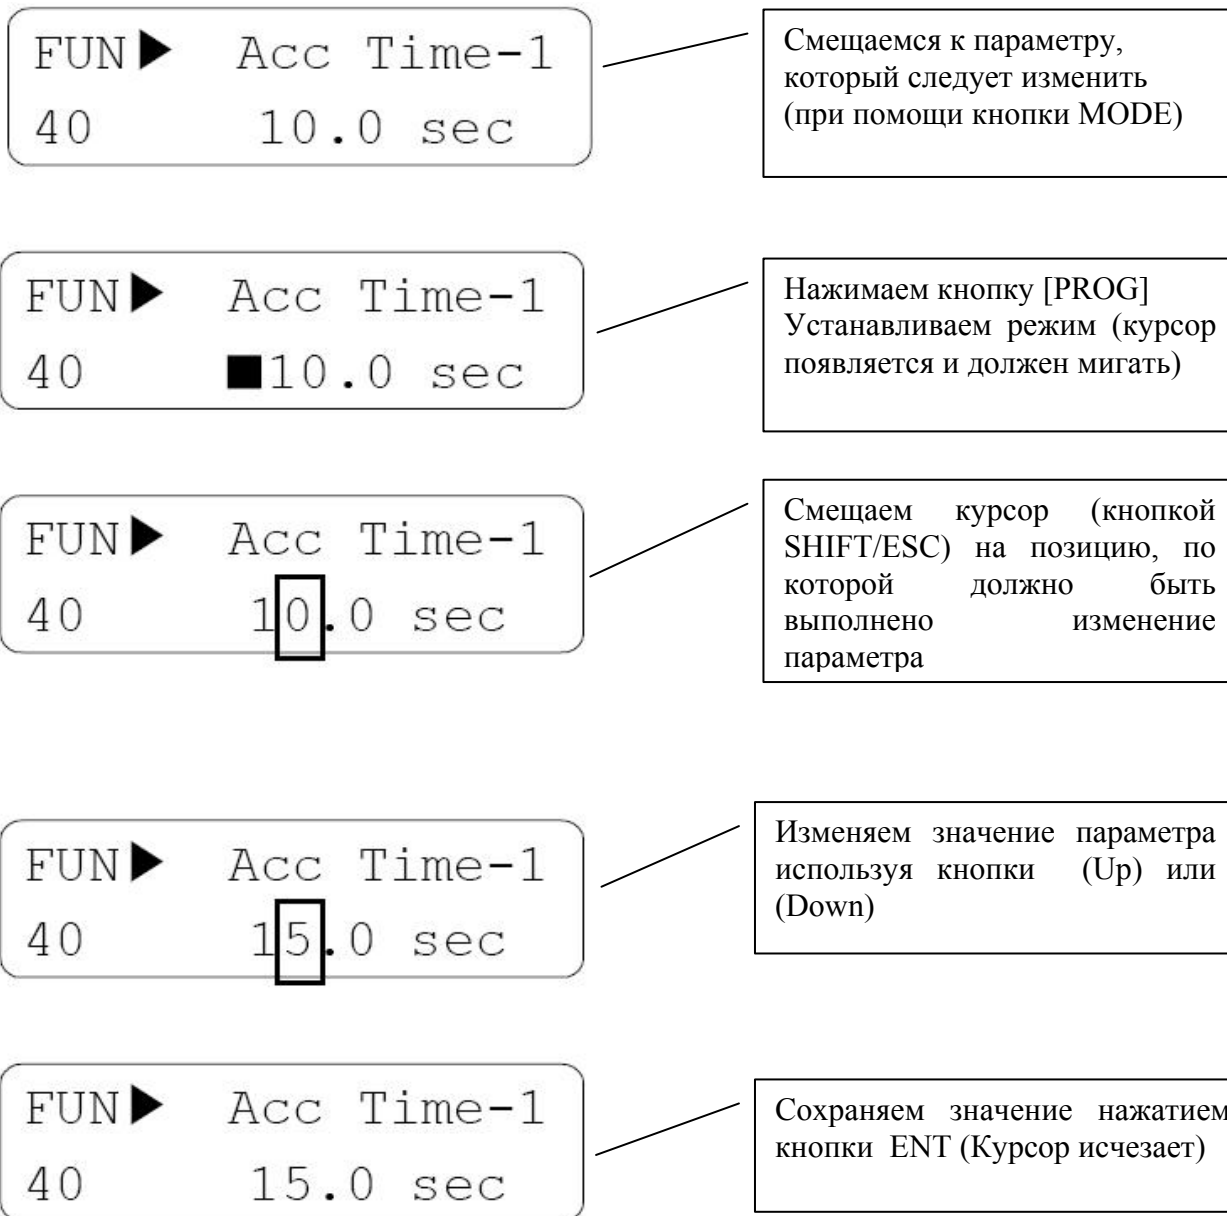 FUN▶ Acc Time-1
40 10.0 sec
Смещаемся к параметру,
который следует изменить
(при помощи кнопки MODE)
FUN▶ Acc Time-1
40 ■10.0 sec
Нажимаем кнопку [PROG]
Устанавливаем режим (курсор
появляется и должен мигать)
FUN▶ Acc Time-1
40 10.0 sec
Смещаем курсор (кнопкой
SHIFT/ESC) на позицию, по
которой должно быть
выполнено изменение
параметра
FUN▶ Acc Time-1
40 15.0 sec
Изменяем значение параметра
используя кнопки (Up) или
(Down)
FUN▶ Acc Time-1
40 15.0 sec
Сохраняем значение нажатием
кнопки ENT (Курсор исчезает)